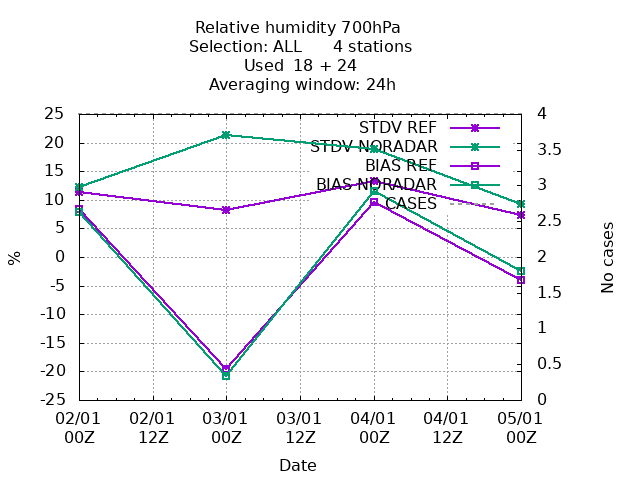 Relative humidity 700hPa
Selection: ALL      4 stations
Used  18 + 24
Averaging window: 24h
25
20
15
10
5
0
-5
-10
-15
-20
-25
%
STDV REF
STDV NORADAR
BIAS REF
BIAS NORADAR
CASES
4
3.5
3
2.5
2
1.5
1
0.5
0
No cases
02/01 02/01 03/01 03/01 04/01 04/01 05/01
00Z 12Z 00Z 12Z 00Z 12Z 00Z
Date